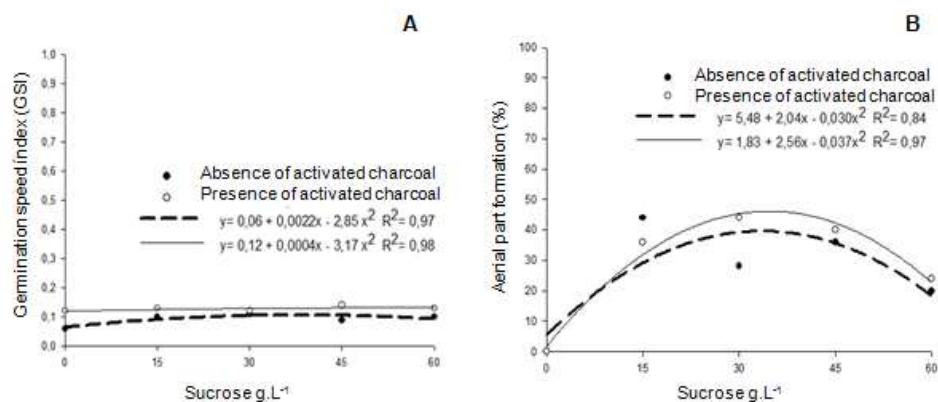 A
Germination speed index (GSI)
1,0
0,9
0,8
0,7
0,6
0,5
0,4
0,3
0,2
0,1
0,0
Absence of activated charcoal
Presence of activated charcoal
y= 0,06 + 0,0022x - 2,85 x² R²= 0,97
y= 0,12 + 0,0004x - 3,17 x² R²= 0,98
0 15 30 45 60
Sucrose g.L⁻¹
B
Aerial part formation (%)
100
90
80
70
60
50
40
30
20
10
0
Absence of activated charcoal
Presence of activated charcoal
y= 5,48 + 2,04x - 0,030x² R²= 0,84
y= 1,83 + 2,56x - 0,037x² R²= 0,97
0 15 30 45 60
Sucrose g.L⁻¹